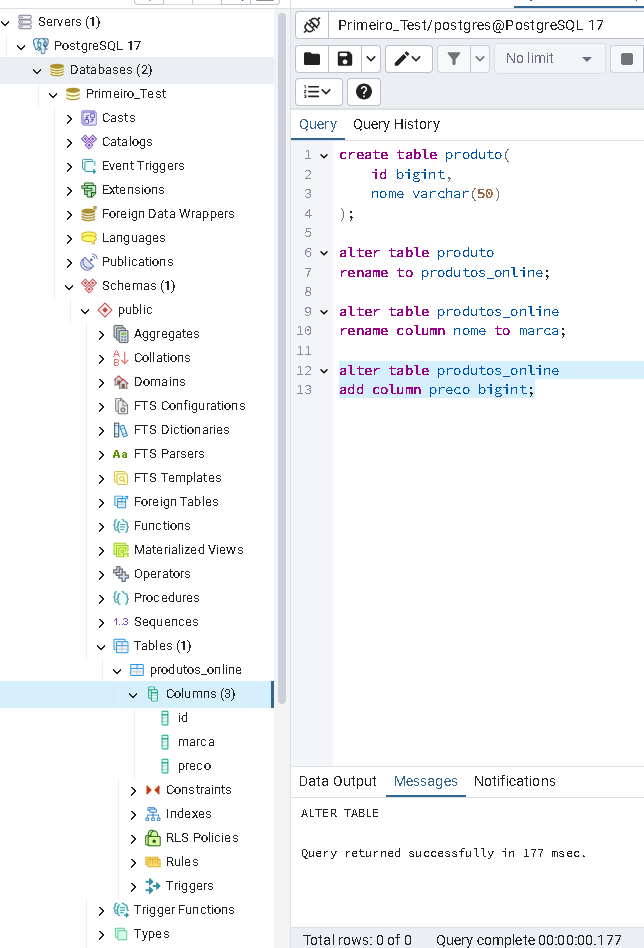 Servers (1)
PostgreSQL 17
Databases (2)
Primeiro_Test
Casts
Catalogs
Event Triggers
Extensions
Foreign Data Wrappers
Languages
Publications
Schemas (1)
public
Aggregates
Collations
Domains
FTS Configurations
FTS Dictionaries
FTS Parsers
FTS Templates
Foreign Tables
Functions
Materialized Views
Operators
Procedures
1.3 Sequences
Tables (1)
produtos_online
Columns (3)
id
marca
preco
Constraints
Indexes
RLS Policies
Rules
Triggers
Trigger Functions
Types
Primeiro_Test/postgres@PostgreSQL 17
No limit
Query Query History
1 create table produto(
2 id bigint,
3 nome varchar(50)
4 );
5
6 alter table produto
7 rename to produtos_online;
8
9 alter table produtos_online
10 rename column nome to marca;
11
12 alter table produtos_online
13 add column preco bigint;
Data Output Messages Notifications
ALTER TABLE
Query returned successfully in 177 msec.
Total rows: 0 of 0 Query complete 00:00:00.177